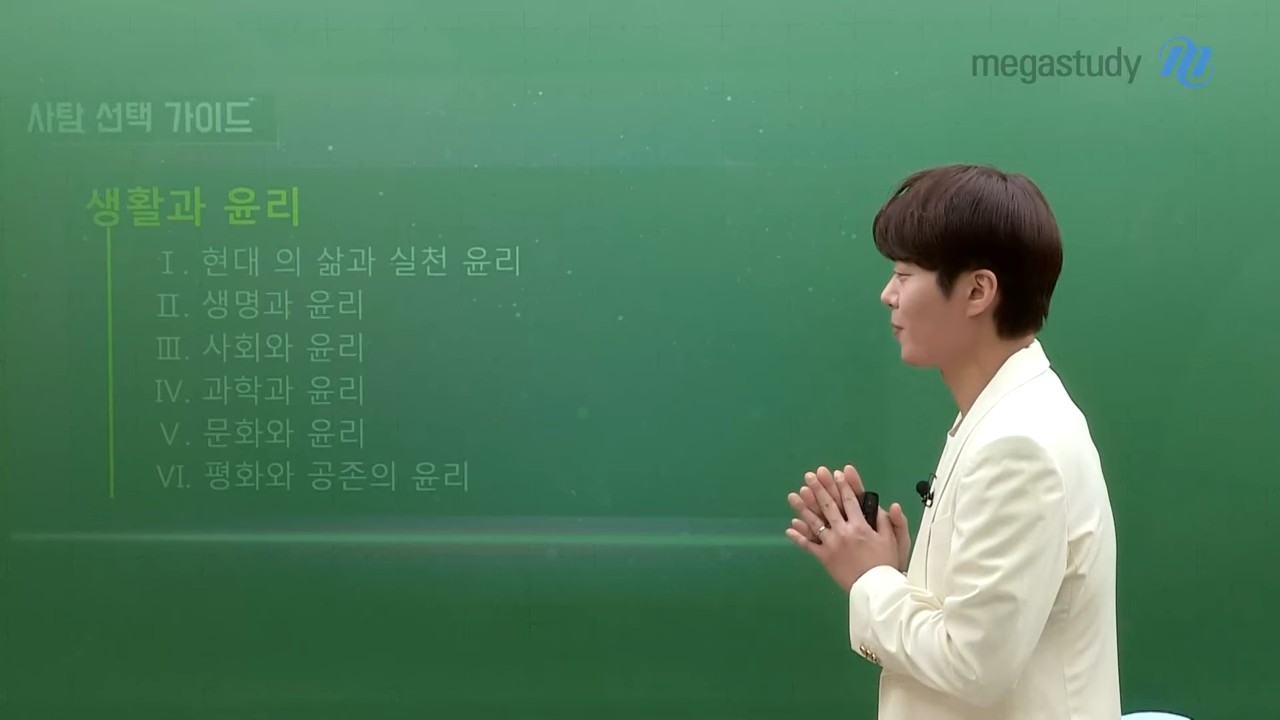 megastudy
사탐 선택 가이드
생활과 윤리
Ⅰ. 현대 의 삶과 실천 윤리
Ⅱ. 생명과 윤리
Ⅲ. 사회와 윤리
Ⅳ. 과학과 윤리
Ⅴ. 문화와 윤리
Ⅵ. 평화와 공존의 윤리